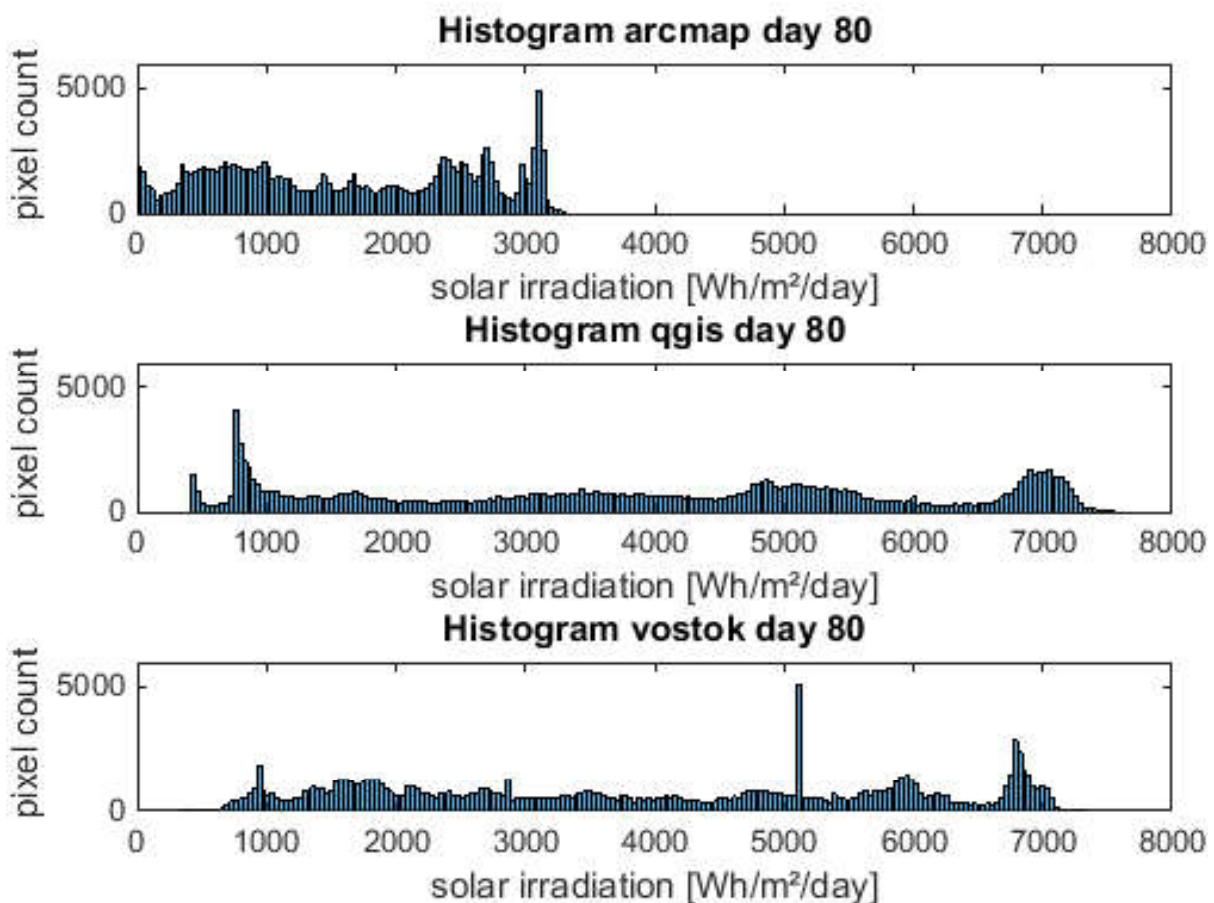 Histogram arcmap day 80
pixel count
5000
0
0 1000 2000 3000 4000 5000 6000 7000 8000
solar irradiation [Wh/m²/day]
Histogram qgis day 80
pixel count
5000
0
0 1000 2000 3000 4000 5000 6000 7000 8000
solar irradiation [Wh/m²/day]
Histogram vostok day 80
pixel count
5000
0
0 1000 2000 3000 4000 5000 6000 7000 8000
solar irradiation [Wh/m²/day]